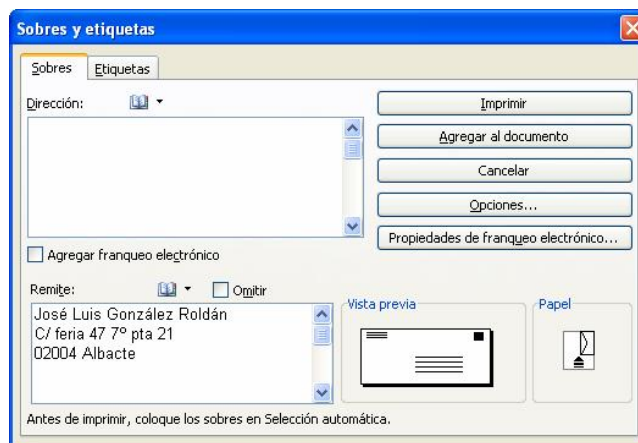 Sobres y etiquetas
Sobres
Etiquetas
Dirección:
Imprimir
Agregar al documento
Cancelar
Opciones...
Propiedades de franqueo electrónico...
Agregar franqueo electrónico
Remite:
Omitir
José Luis González Roldán
C/ feria 47 7º pta 21
02004 Albacte
Vista previa
Papel
Antes de imprimir, coloque los sobres en Selección automática.